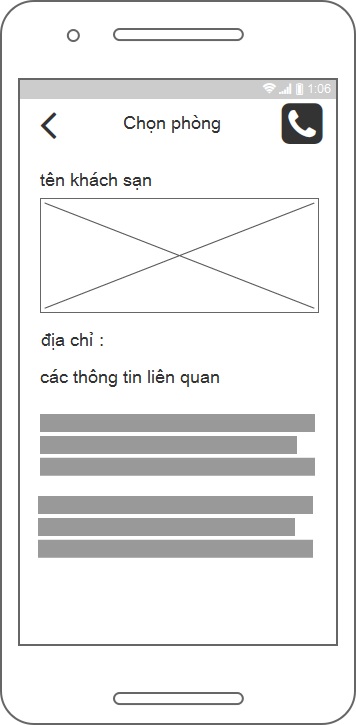 1:06
Chọn phòng
tên khách sạn
địa chỉ :
các thông tin liên quan